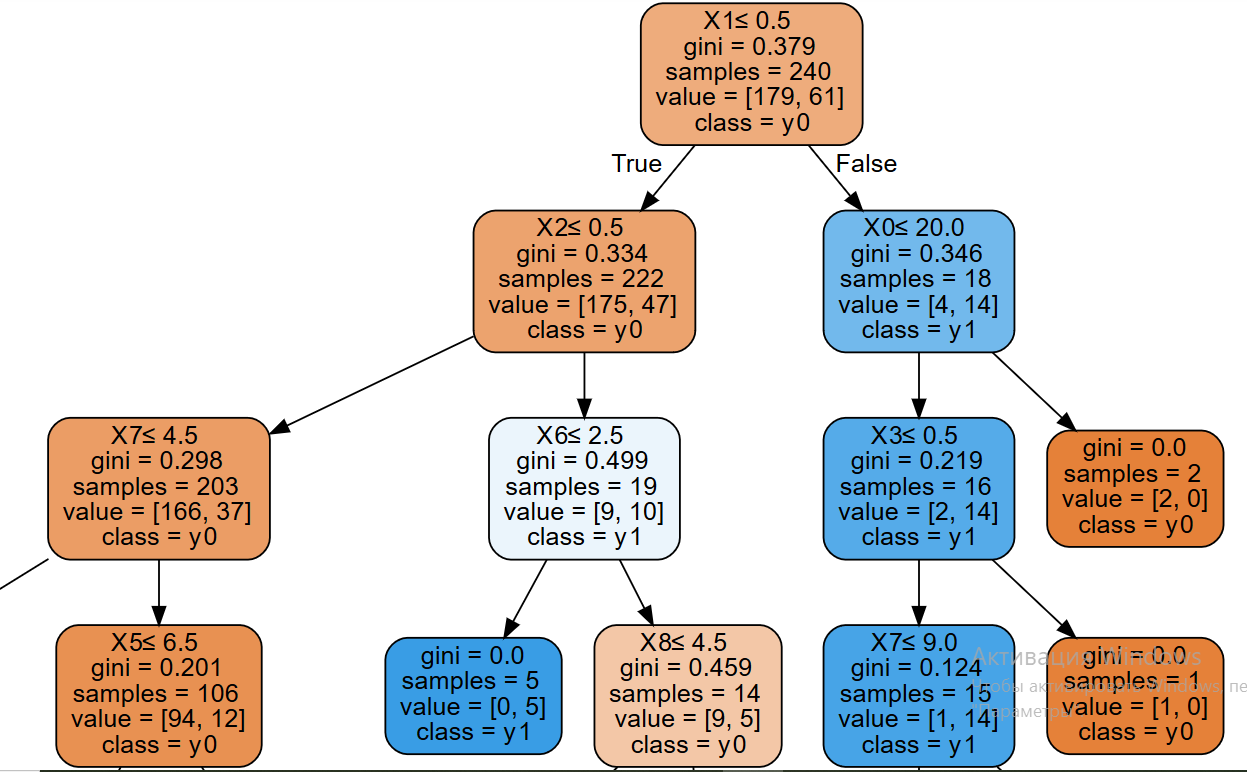 X1≤ 0.5
gini = 0.379
samples = 240
value = [179, 61]
class = y0
True
False
X2≤ 0.5
gini = 0.334
samples = 222
value = [175, 47]
class = y0
X0≤ 20.0
gini = 0.346
samples = 18
value = [4, 14]
class = y1
X7≤ 4.5
gini = 0.298
samples = 203
value = [166, 37]
class = y0
X6≤ 2.5
gini = 0.499
samples = 19
value = [9, 10]
class = y1
X3≤ 0.5
gini = 0.219
samples = 16
value = [2, 14]
class = y1
gini = 0.0
samples = 2
value = [2, 0]
class = y0
X5≤ 6.5
gini = 0.201
samples = 106
value = [94, 12]
class = y0
gini = 0.0
samples = 5
value = [0, 5]
class = y1
X8≤ 4.5
gini = 0.459
samples = 14
value = [9, 5]
class = y0
X7≤ 9.0
gini = 0.124
samples = 15
value = [1, 14]
class = y1
gini = 0.0
samples = 1
value = [1, 0]
class = y0
Активация Windows
Чтобы активировать Windows, пе
"Параметры